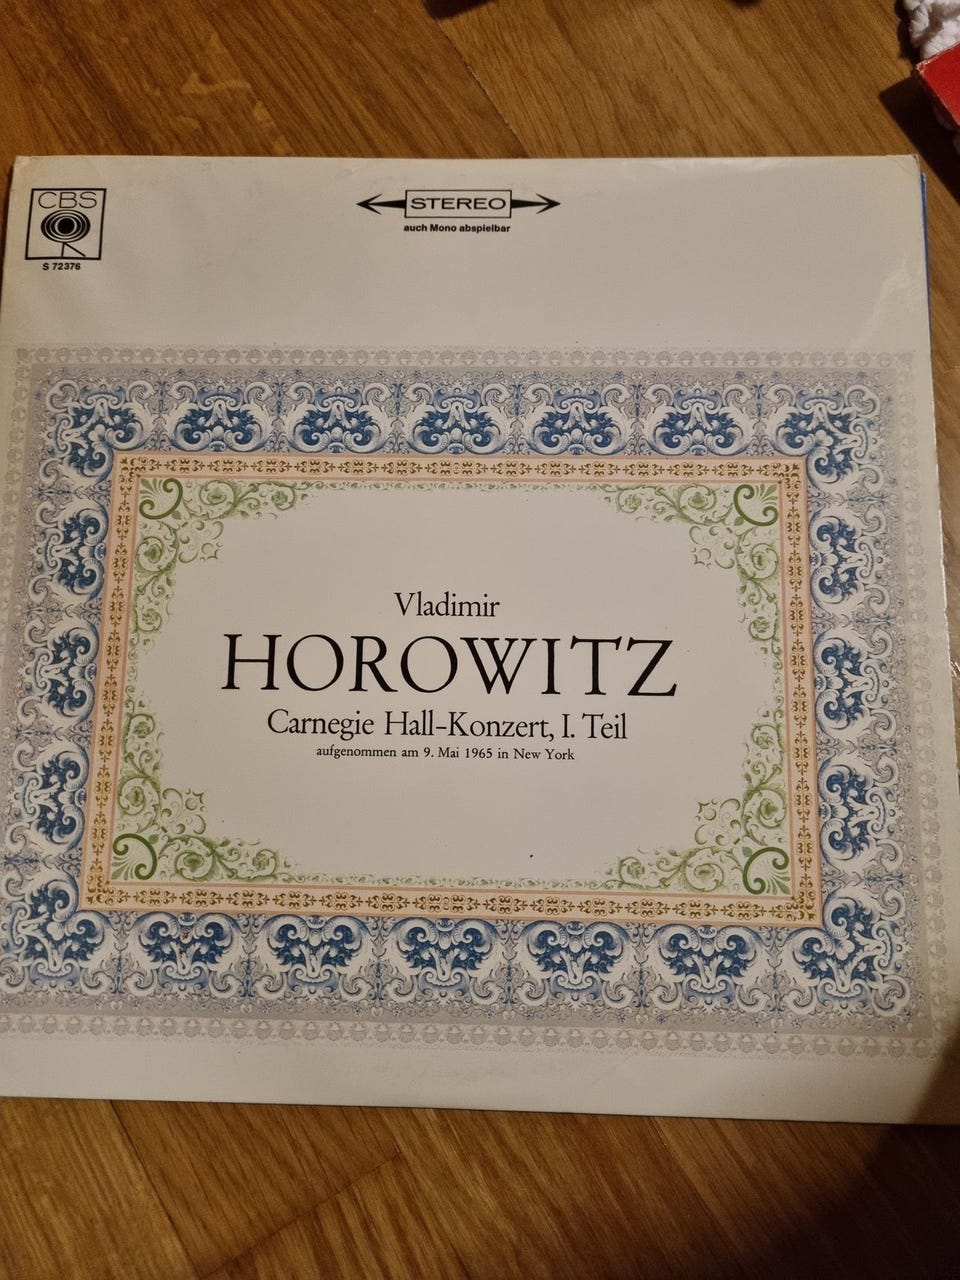 CBS
S 72376
STEREO
auch Mono abspielbar
Vladimir
HOROWITZ
Carnegie Hall-Konzert, I. Teil
aufgenommen am 9. Mai 1965 in New York